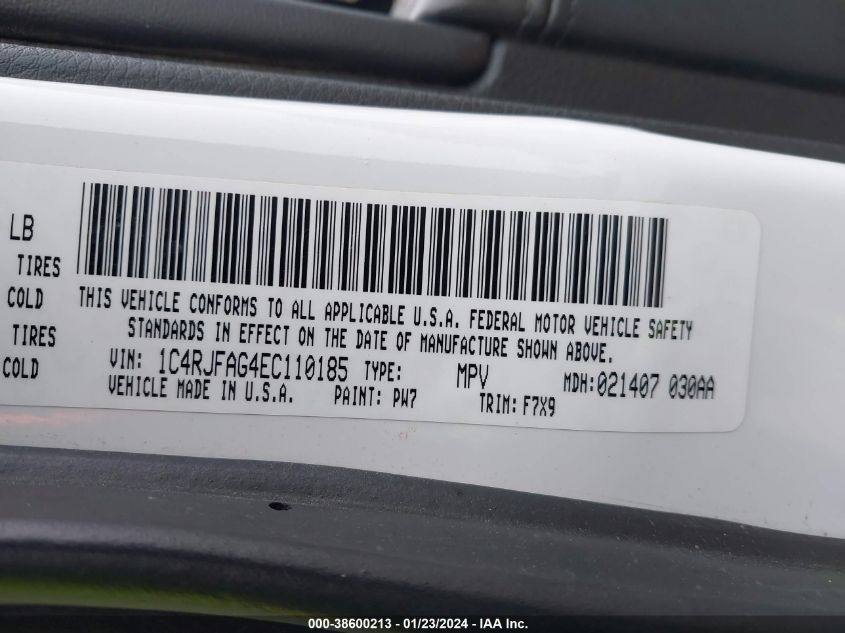 LB
TIRES
COLD
TIRES
COLD
THIS VEHICLE CONFORMS TO ALL APPLICABLE U.S.A. FEDERAL MOTOR VEHICLE SAFETY
STANDARDS IN EFFECT ON THE DATE OF MANUFACTURE SHOWN ABOVE.
VIN: 1C4RJFAG4EC110185 TYPE: MPV MDH:021407 030AA
VEHICLE MADE IN U.S.A. PAINT: PW7 TRIM: F7X9
000-38600213 - 01/23/2024 - IAA Inc.